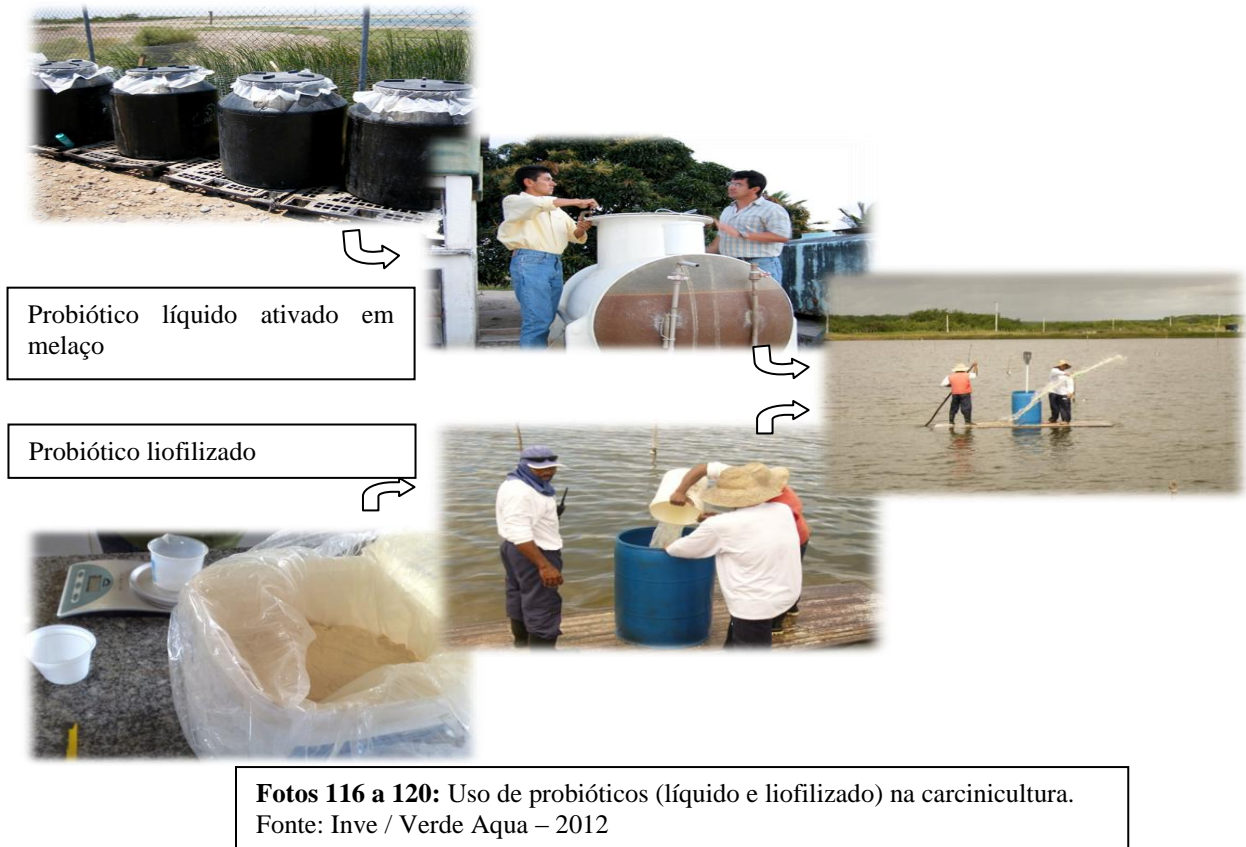 Probiótico líquido ativado em
melaço
Probiótico liofilizado
Fotos 116 a 120: Uso de probióticos (líquido e liofilizado) na carcinicultura.
Fonte: Inve / Verde Aqua – 2012